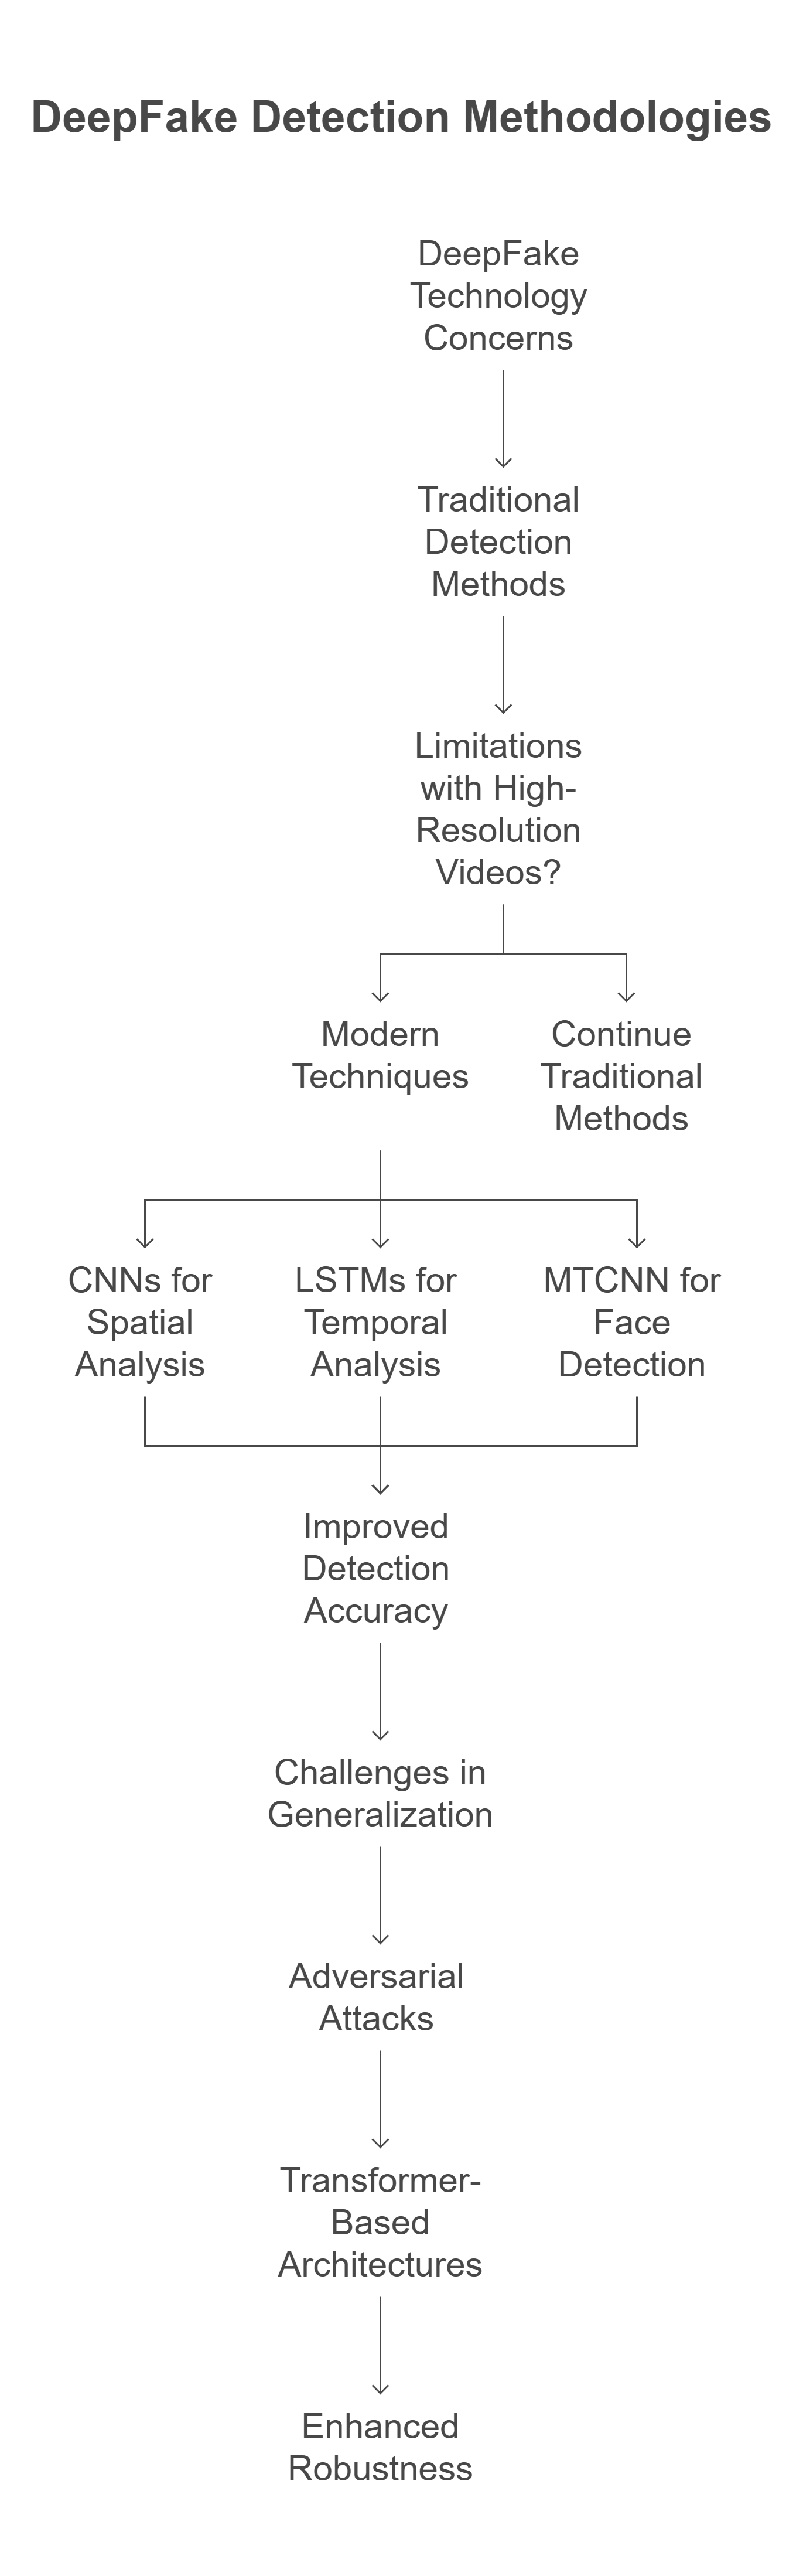 DeepFake Detection Methodologies
DeepFake
Technology
Concerns
Traditional
Detection
Methods
Limitations
with High-
Resolution
Videos?
Modern
Techniques
Continue
Traditional
Methods
CNNs for
Spatial
Analysis
LSTMs for
Temporal
Analysis
MTCNN for
Face
Detection
Improved
Detection
Accuracy
Challenges in
Generalization
Adversarial
Attacks
Transformer-
Based
Architectures
Enhanced
Robustness